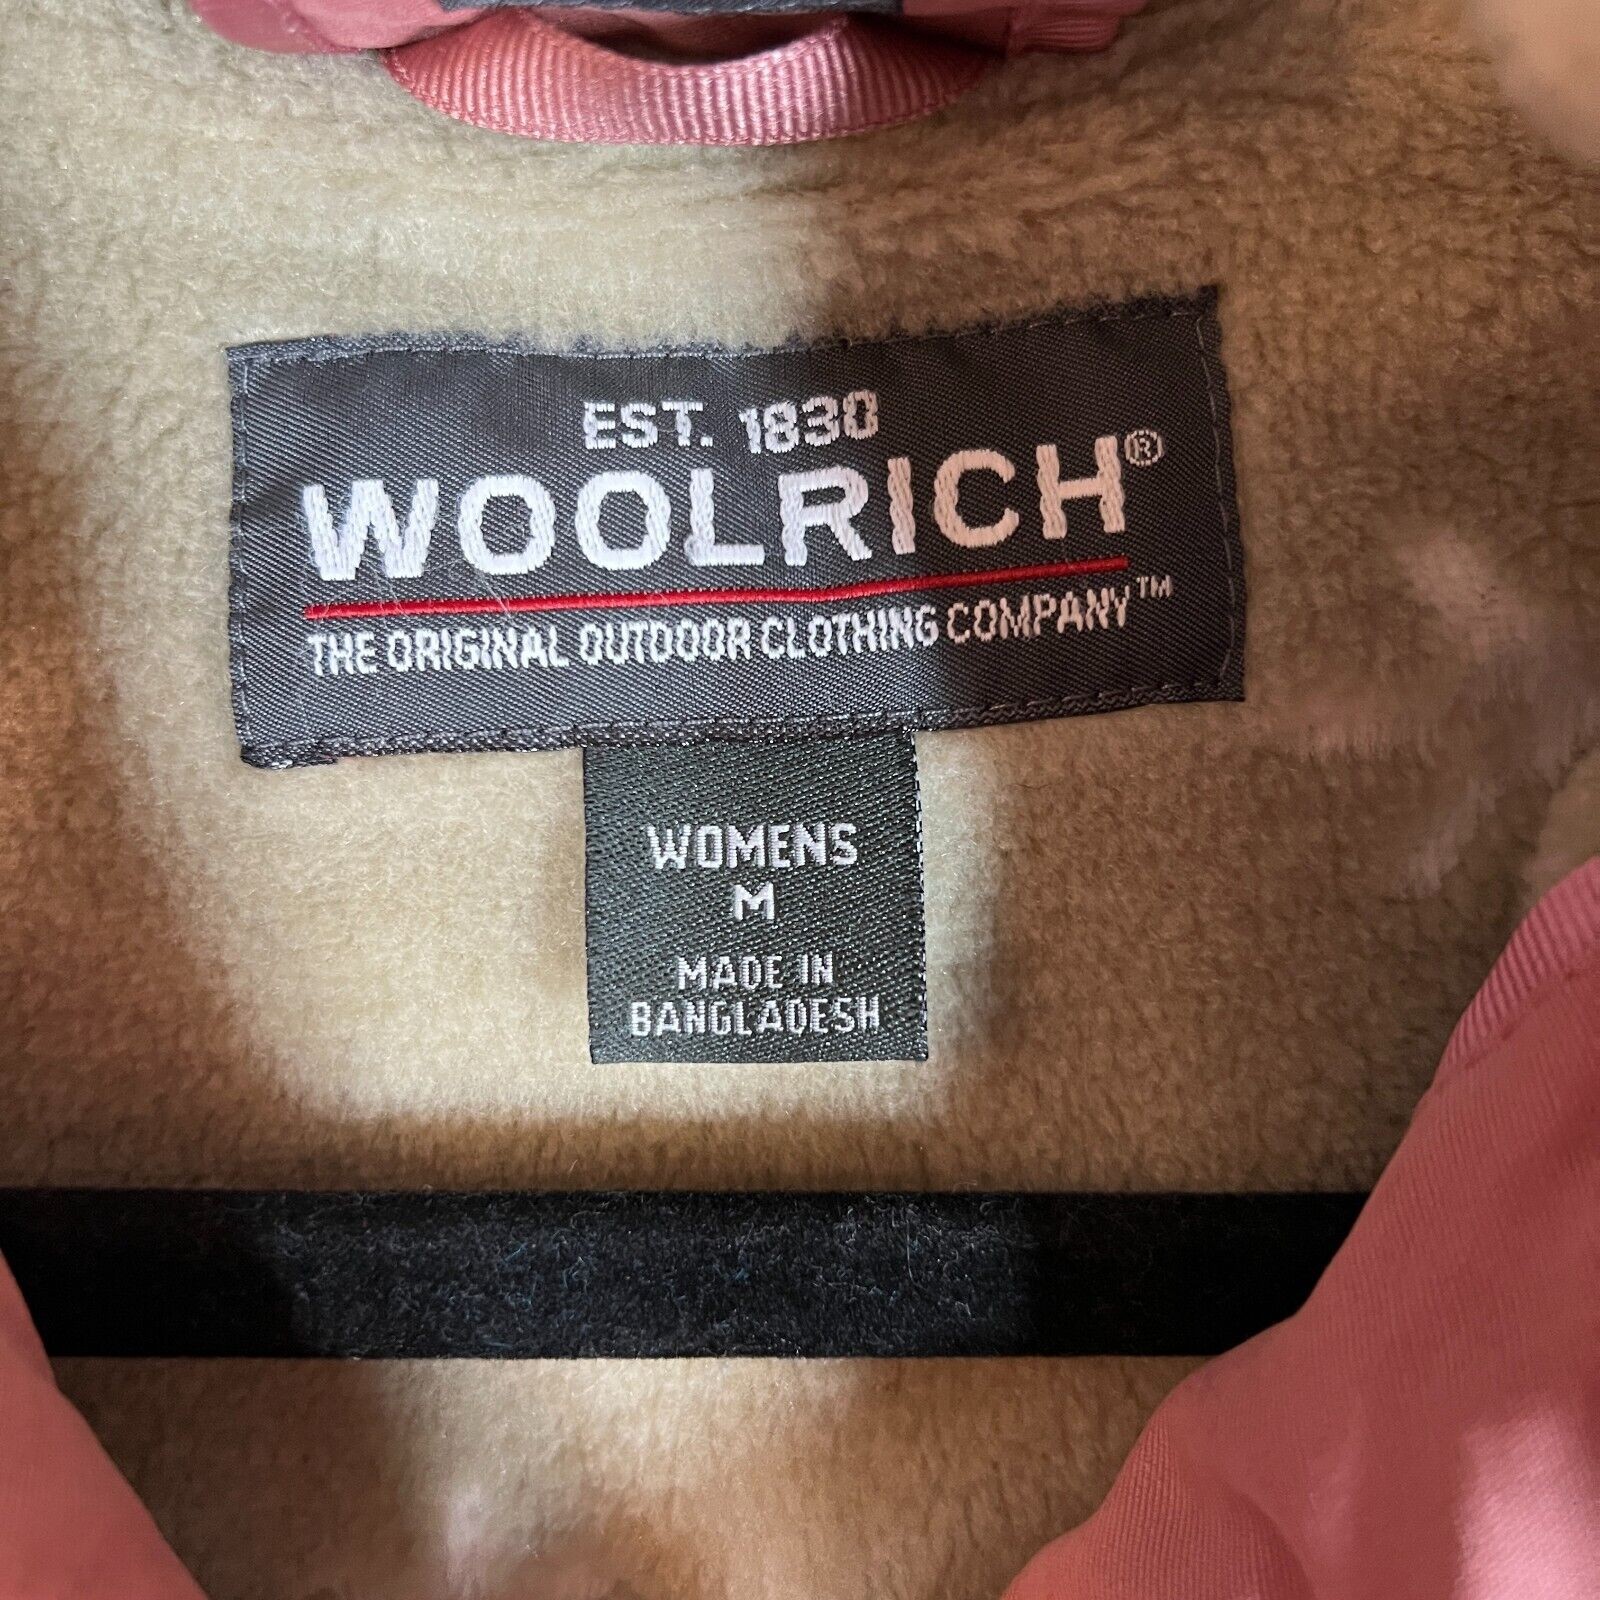 EST. 1830
WOOLRICH®
THE ORIGINAL OUTDOOR CLOTHING COMPANY™
WOMENS
M
MADE IN
BANGLADESH